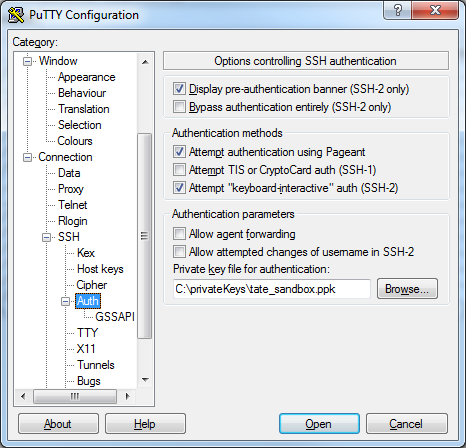 PuTTY Configuration
?
Category:
Window
Appearance
Behaviour
Translation
Selection
Colours
Connection
Data
Proxy
Telnet
Rlogin
SSH
Kex
Host keys
Cipher
Auth
GSSAPI
TTY
X11
Tunnels
Bugs
Options controlling SSH authentication
Display pre-authentication banner (SSH-2 only)
Bypass authentication entirely (SSH-2 only)
Authentication methods
Attempt authentication using Pageant
Attempt TIS or CryptoCard auth (SSH-1)
Attempt "keyboard-interactive" auth (SSH-2)
Authentication parameters
Allow agent forwarding
Allow attempted changes of username in SSH-2
Private key file for authentication:
C:\privateKeys\tate_sandbox.ppk
Browse...
About
Help
Open
Cancel